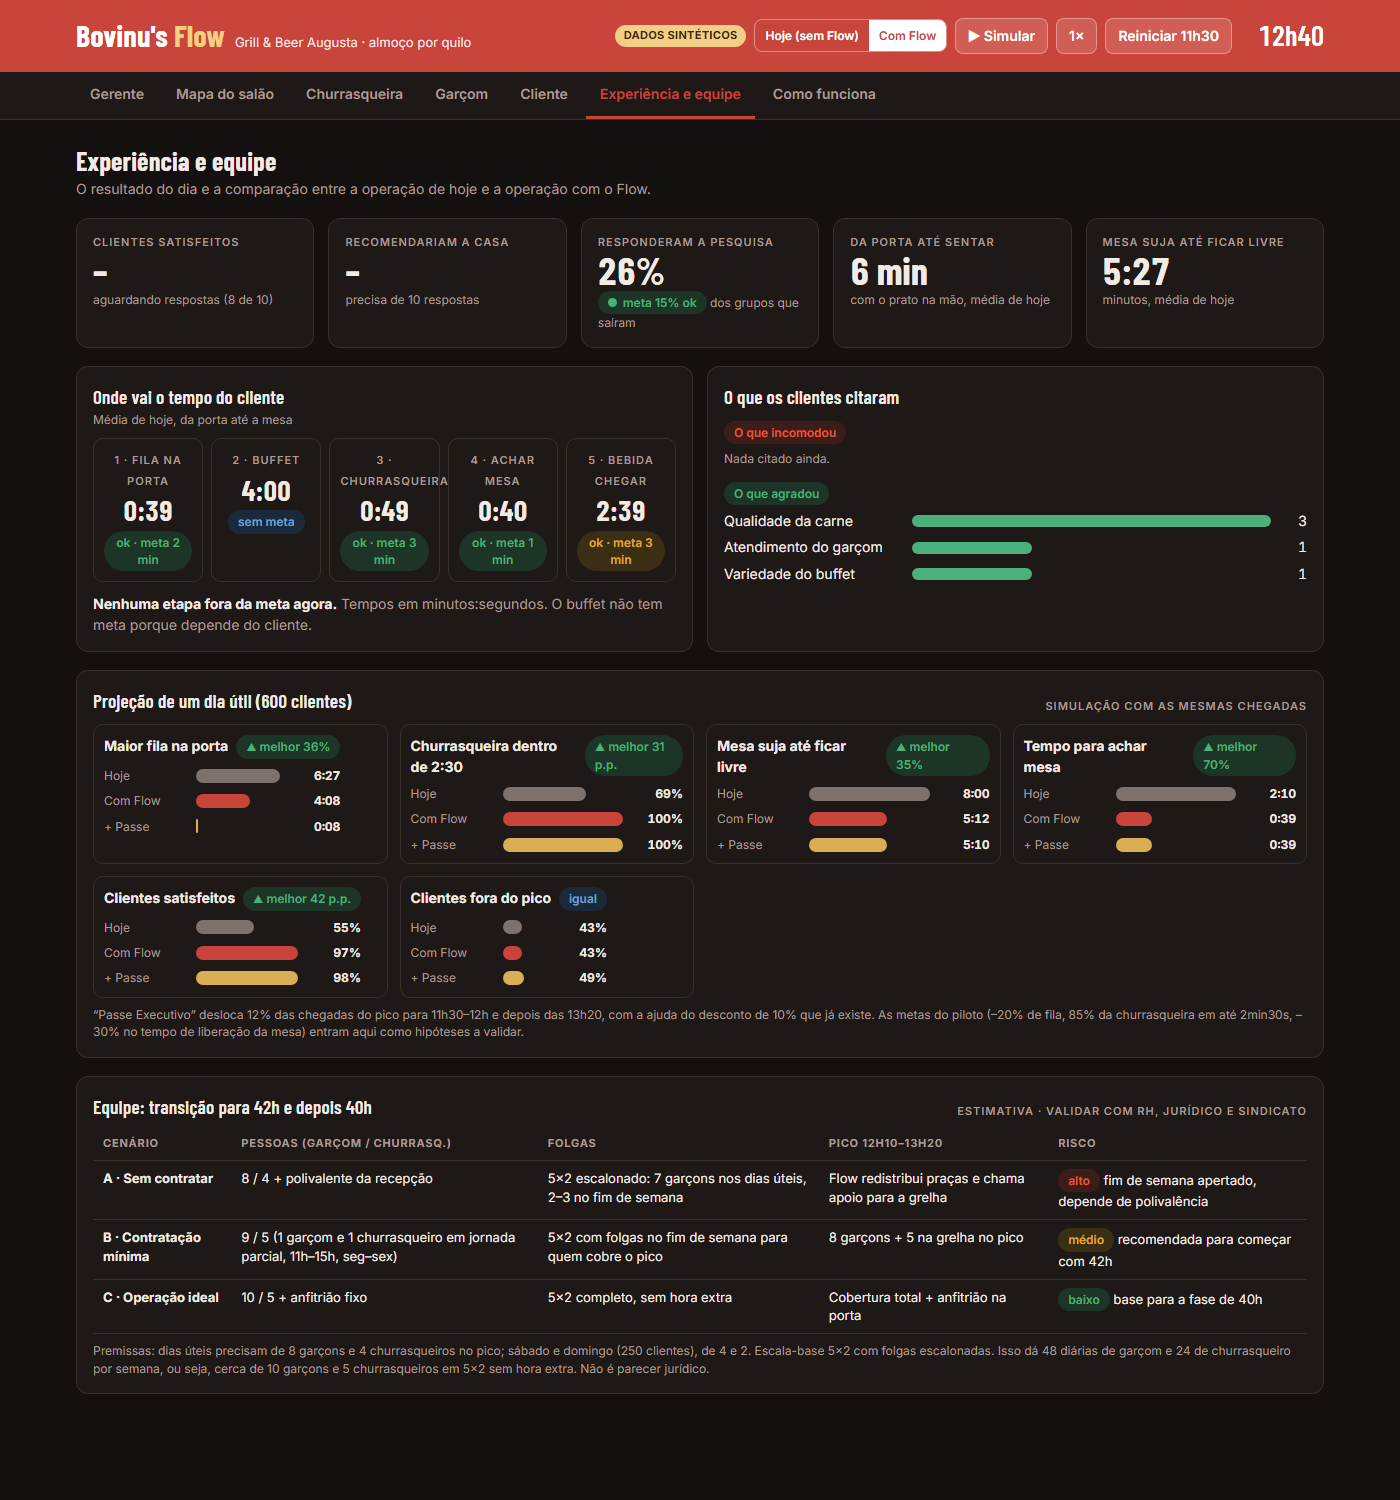 Bovinu's Flow Grill & Beer Augusta · almoço por quilo
DADOS SINTÉTICOS
Hoje (sem Flow) Com Flow
▶ Simular
1×
Reiniciar 11h30
12h40
Gerente Mapa do salão Churrasqueira Garçom Cliente Experiência e equipe Como funciona
Experiência e equipe
O resultado do dia e a comparação entre a operação de hoje e a operação com o Flow.
CLIENTES SATISFEITOS
–
aguardando respostas (8 de 10)
RECOMENDARIAM A CASA
–
precisa de 10 respostas
RESPONDERAM A PESQUISA
26%
● meta 15% ok dos grupos que
saíram
DA PORTA ATÉ SENTAR
6 min
com o prato na mão, média de hoje
MESA SUJA ATÉ FICAR LIVRE
5:27
minutos, média de hoje
Onde vai o tempo do cliente
Média de hoje, da porta até a mesa
1 · FILA NA
PORTA
0:39
ok · meta 2
min
2 · BUFFET
4:00
sem meta
3 ·
CHURRASQUEIRA
0:49
ok · meta 3
min
4 · ACHAR
MESA
0:40
ok · meta 1
min
5 · BEBIDA
CHEGAR
2:39
ok · meta 3
min
Nenhuma etapa fora da meta agora. Tempos em minutos:segundos. O buffet não tem
meta porque depende do cliente.
O que os clientes citaram
O que incomodou
Nada citado ainda.
O que agradou
Qualidade da carne 3
Atendimento do garçom 1
Variedade do buffet 1
Projeção de um dia útil (600 clientes)
SIMULAÇÃO COM AS MESMAS CHEGADAS
Maior fila na porta ▲ melhor 36%
Hoje 6:27
Com Flow 4:08
+ Passe 0:08
Churrasqueira dentro
de 2:30
▲ melhor 31
p.p.
Hoje 69%
Com Flow 100%
+ Passe 100%
Mesa suja até ficar
livre
▲ melhor
35%
Hoje 8:00
Com Flow 5:12
+ Passe 5:10
Tempo para achar
mesa
▲ melhor
70%
Hoje 2:10
Com Flow 0:39
+ Passe 0:39
Clientes satisfeitos ▲ melhor 42 p.p.
Hoje 55%
Com Flow 97%
+ Passe 98%
Clientes fora do pico igual
Hoje 43%
Com Flow 43%
+ Passe 49%
“Passe Executivo” desloca 12% das chegadas do pico para 11h30–12h e depois das 13h20, com a ajuda do desconto de 10% que já existe. As metas do piloto (–20% de fila, 85% da churrasqueira em até 2min30s, –
30% no tempo de liberação da mesa) entram aqui como hipóteses a validar.
Equipe: transição para 42h e depois 40h
ESTIMATIVA · VALIDAR COM RH, JURÍDICO E SINDICATO
CENÁRIO PESSOAS (GARÇOM / CHURRASQ.) FOLGAS PICO 12H10–13H20 RISCO
A · Sem contratar
8 / 4 + polivalente da recepção
5×2 escalonado: 7 garçons nos dias úteis,
2–3 no fim de semana
Flow redistribui praças e chama
apoio para a grelha
alto fim de semana apertado,
depende de polivalência
B · Contratação
mínima
9 / 5 (1 garçom e 1 churrasqueiro em jornada
parcial, 11h–15h, seg–sex)
5×2 com folgas no fim de semana para
quem cobre o pico
8 garçons + 5 na grelha no pico
médio recomendada para começar
com 42h
C · Operação ideal
10 / 5 + anfitrião fixo
5×2 completo, sem hora extra
Cobertura total + anfitrião na
porta
baixo base para a fase de 40h
Premissas: dias úteis precisam de 8 garçons e 4 churrasqueiros no pico; sábado e domingo (250 clientes), de 4 e 2. Escala-base 5×2 com folgas escalonadas. Isso dá 48 diárias de garçom e 24 de churrasqueiro
por semana, ou seja, cerca de 10 garçons e 5 churrasqueiros em 5×2 sem hora extra. Não é parecer jurídico.